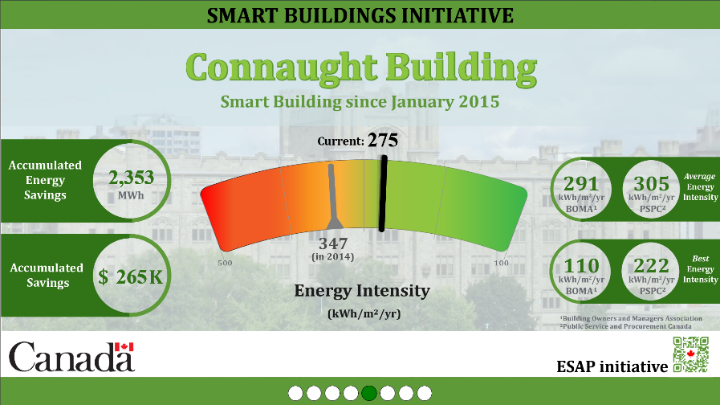 SMART BUILDINGS INITIATIVE
Connaught Building
Smart Building since January 2015
Current: 275
Accumulated
Energy
Savings
2,353
MWh
Accumulated
Savings
$ 265K
347
(in 2014)
500
100
Energy Intensity
(kWh/m²/yr)
291
kWh/m²/yr
BOMA¹
305
kWh/m²/yr
PSPC²
Average
Energy
Intensity
110
kWh/m²/yr
BOMA¹
222
kWh/m²/yr
PSPC²
Best
Energy
Intensity
¹Building Owners and Managers Association
²Public Service and Procurement Canada
Canada
ESAP initiative